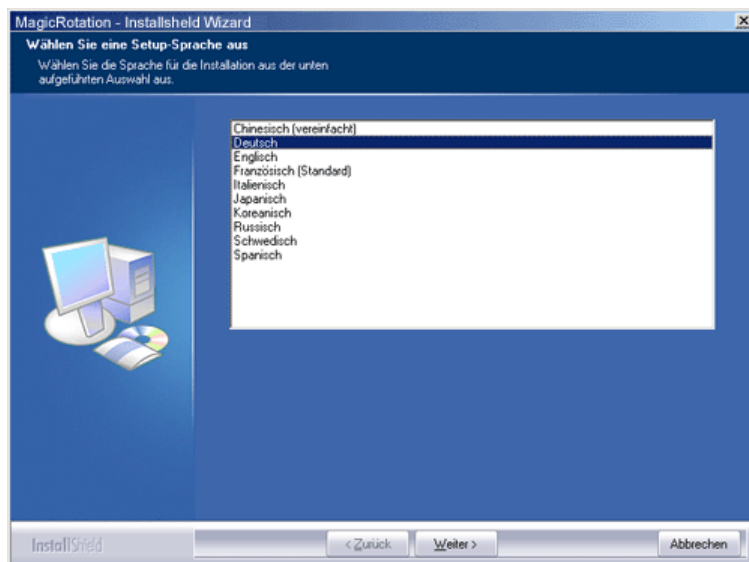 MagicRotation - Installsheld Wizard
Wählen Sie eine Setup-Sprache aus
Wählen Sie die Sprache für die Installation aus der unten
aufgeführten Auswahl aus.
Chinesisch (vereinfacht)
Deutsch
Englisch
Französisch (Standard)
Italienisch
Japanisch
Koreanisch
Russisch
Schwedisch
Spanisch
InstallShield
< Zurück
Weiter >
Abbrechen